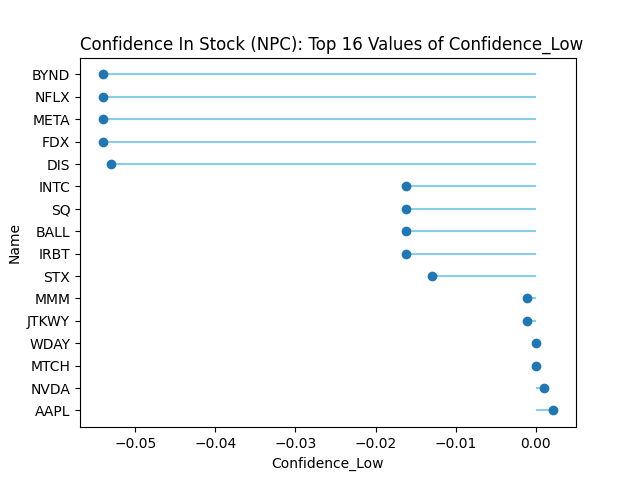 Confidence In Stock (NPC): Top 16 Values of Confidence_Low
BYND
NFLX
META
FDX
DIS
INTC
SQ
BALL
IRBT
STX
MMM
JTKWY
WDAY
MTCH
NVDA
AAPL
Name
−0.05 −0.04 −0.03 −0.02 −0.01 0.00
Confidence_Low